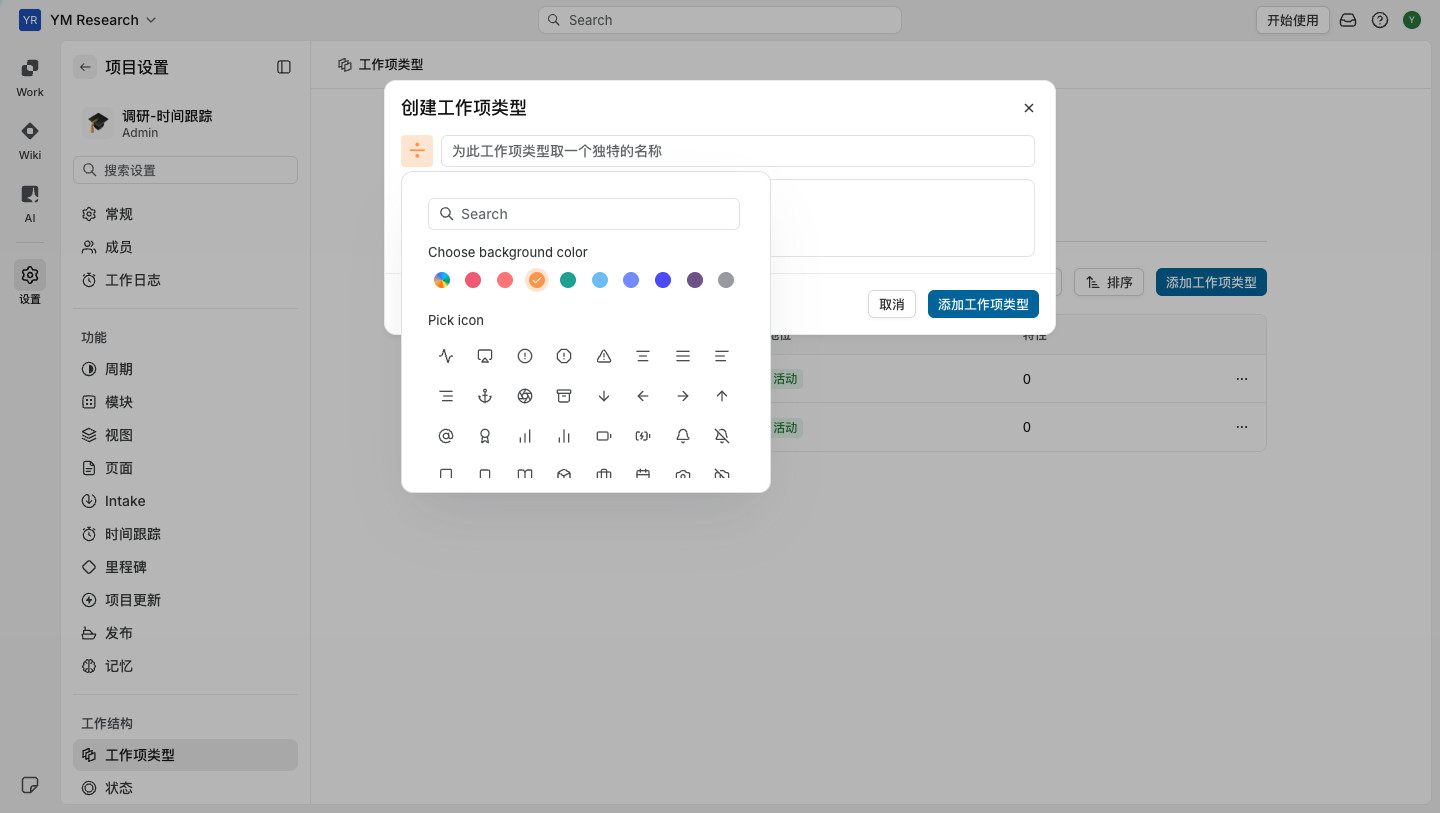 YR YM Research
Search
开始使用
Y
Work
Wiki
AI
设置
项目设置
调研-时间跟踪
Admin
搜索设置
常规
成员
工作日志
功能
周期
模块
视图
页面
Intake
时间跟踪
里程碑
项目更新
发布
记忆
工作结构
工作项类型
状态
工作项类型
创建工作项类型
为此工作项类型取一个独特的名称
Search
Choose background color
Pick icon
取消
添加工作项类型
排序
添加工作项类型
特性
活动
0
活动
0